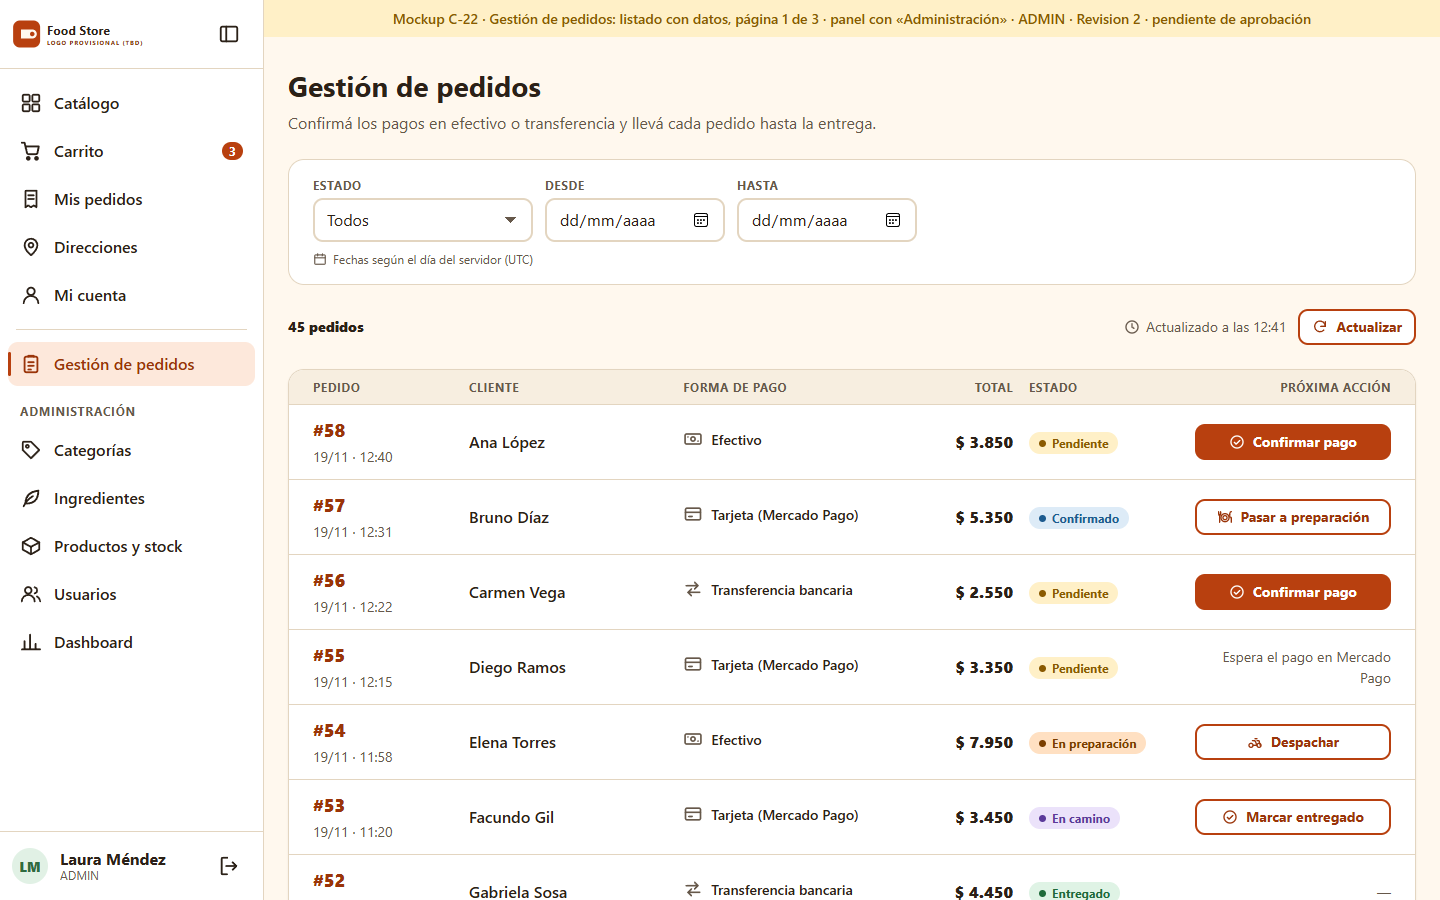 Food Store
LOGO PROVISIONAL (TBD)
Mockup C-22 · Gestión de pedidos: listado con datos, página 1 de 3 · panel con «Administración» · ADMIN · Revision 2 · pendiente de aprobación
Catálogo
Carrito 3
Mis pedidos
Direcciones
Mi cuenta
Gestión de pedidos
ADMINISTRACIÓN
Categorías
Ingredientes
Productos y stock
Usuarios
Dashboard
LM Laura Méndez
ADMIN
Gestión de pedidos
Confirmá los pagos en efectivo o transferencia y llevá cada pedido hasta la entrega.
ESTADO DESDE HASTA
Todos dd/mm/aaaa dd/mm/aaaa
Fechas según el día del servidor (UTC)
45 pedidos Actualizado a las 12:41 Actualizar
PEDIDO CLIENTE FORMA DE PAGO TOTAL ESTADO PRÓXIMA ACCIÓN
#58
19/11 · 12:40 Ana López Efectivo $ 3.850 Pendiente Confirmar pago
#57
19/11 · 12:31 Bruno Díaz Tarjeta (Mercado Pago) $ 5.350 Confirmado Pasar a preparación
#56
19/11 · 12:22 Carmen Vega Transferencia bancaria $ 2.550 Pendiente Confirmar pago
#55
19/11 · 12:15 Diego Ramos Tarjeta (Mercado Pago) $ 3.350 Pendiente Espera el pago en Mercado
Pago
#54
19/11 · 11:58 Elena Torres Efectivo $ 7.950 En preparación Despachar
#53
19/11 · 11:20 Facundo Gil Tarjeta (Mercado Pago) $ 3.450 En camino Marcar entregado
#52
Gabriela Sosa Transferencia bancaria $ 4.450 Entregado —